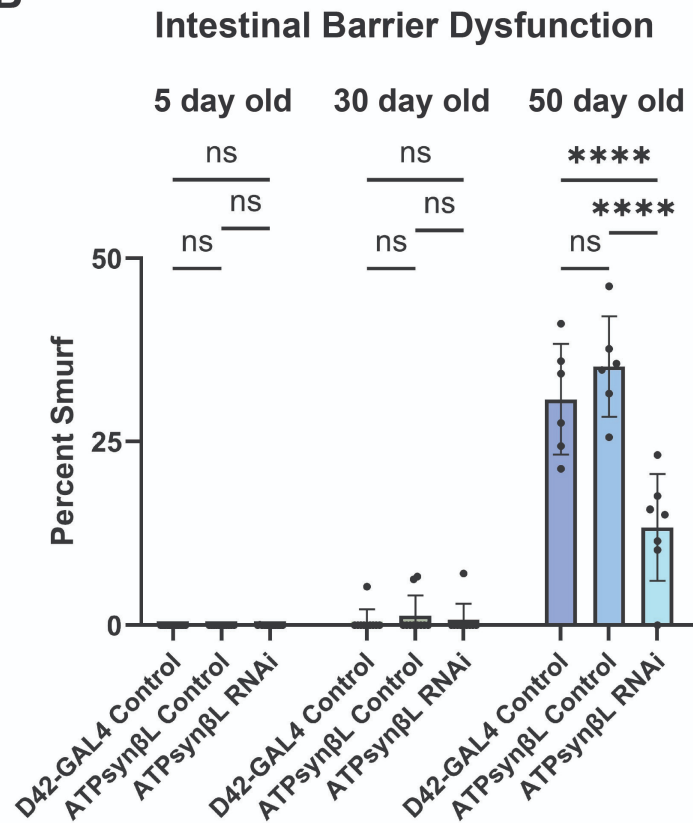 B
Intestinal Barrier Dysfunction
5 day old 30 day old 50 day old
ns ns ****
ns ns ****
ns ns ns
50
25
0
Percent Smurf
D42-GAL4 Control
ATPsynβL Control
ATPsynβL RNAi
D42-GAL4 Control
ATPsynβL Control
ATPsynβL RNAi
D42-GAL4 Control
ATPsynβL Control
ATPsynβL RNAi